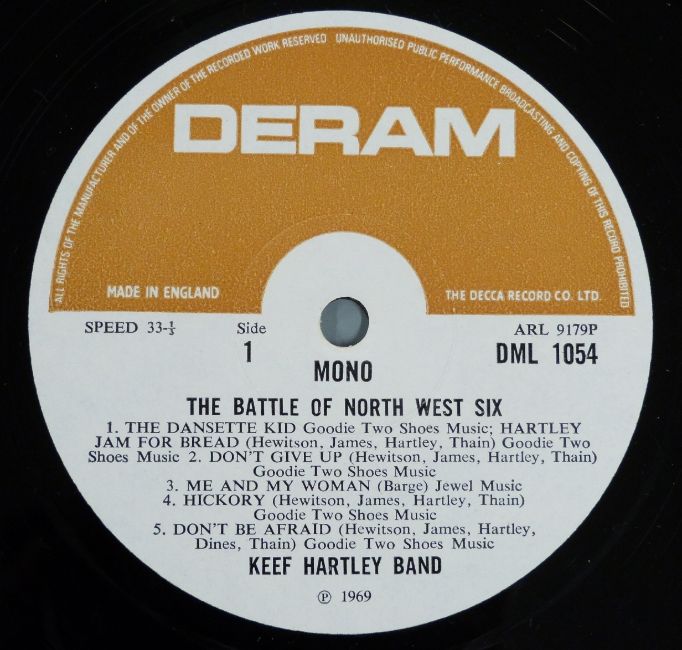 ALL RIGHTS OF THE MANUFACTURER AND OF THE OWNER OF THE RECORDED WORK RESERVED UNAUTHORISED PUBLIC PERFORMANCE BROADCASTING AND COPYING OF THIS RECORD PROHIBITED
DERAM
MADE IN ENGLAND
THE DECCA RECORD CO. LTD.
SPEED 33-⅓
Side
1
ARL 9179P
DML 1054
MONO
THE BATTLE OF NORTH WEST SIX
1. THE DANSETTE KID Goodie Two Shoes Music; HARTLEY
JAM FOR BREAD (Hewitson, James, Hartley, Thain) Goodie Two
Shoes Music 2. DON'T GIVE UP (Hewitson, James, Hartley, Thain)
Goodie Two Shoes Music
3. ME AND MY WOMAN (Barge) Jewel Music
4. HICKORY (Hewitson, James, Hartley, Thain)
Goodie Two Shoes Music
5. DON'T BE AFRAID (Hewitson, James, Hartley,
Dines, Thain) Goodie Two Shoes Music
KEEF HARTLEY BAND
℗ 1969